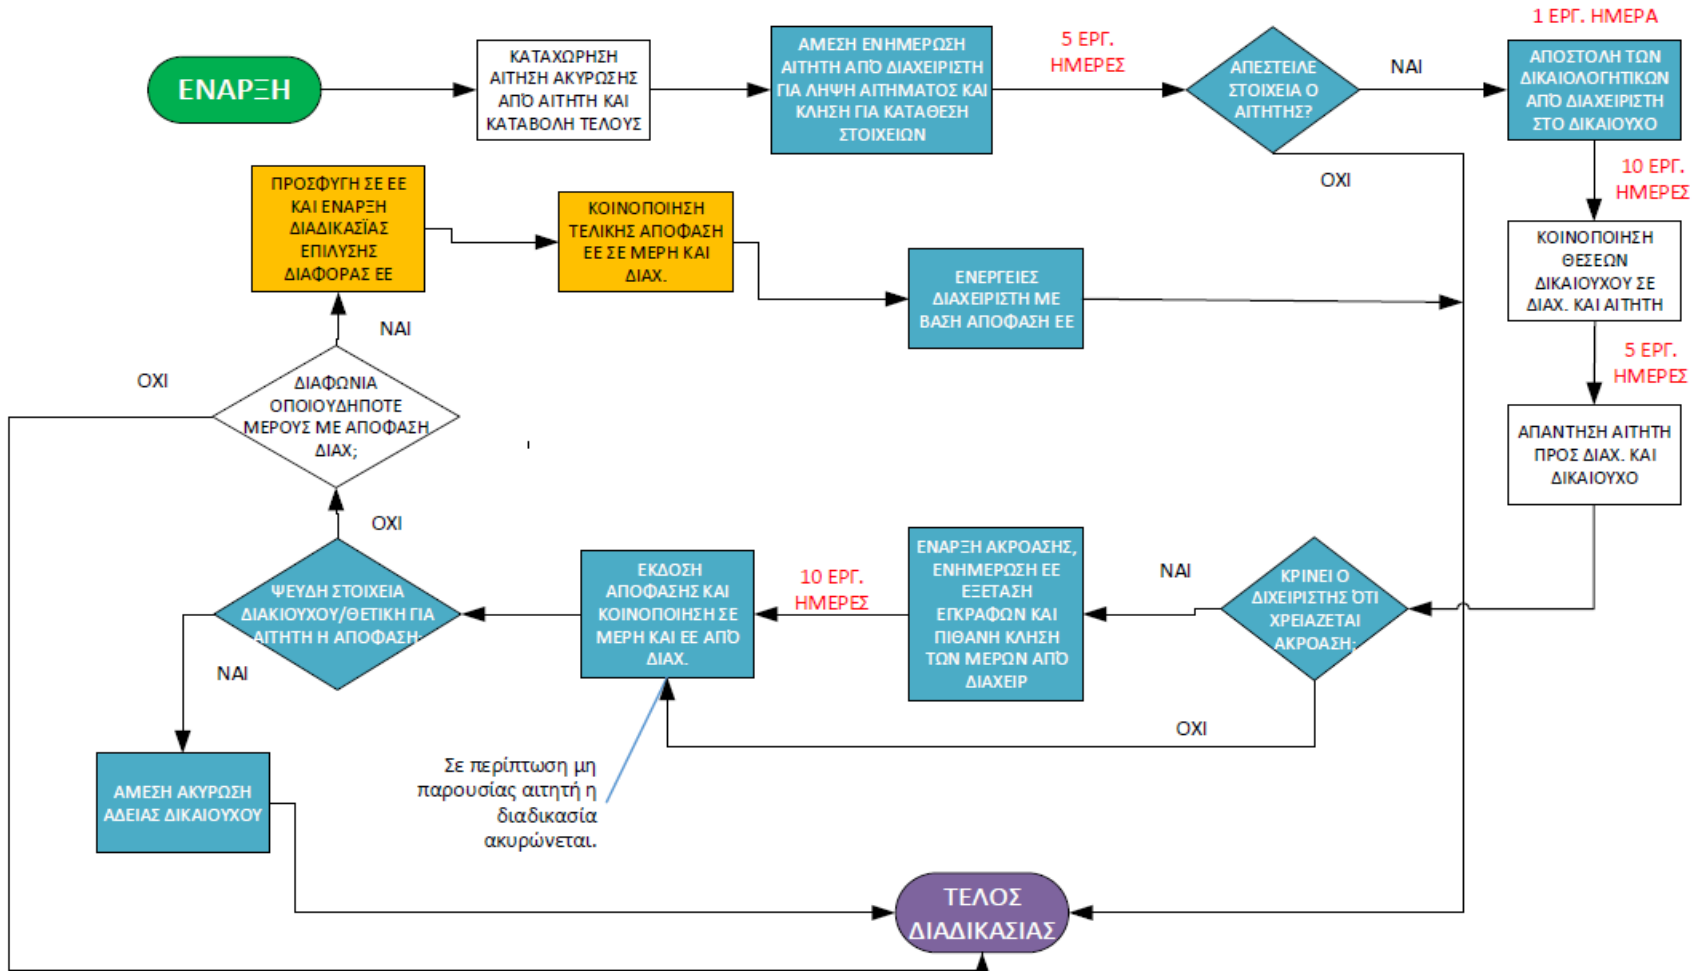 ΕΝΑΡΞΗ
ΚΑΤΑΧΩΡΗΣΗ
ΑΙΤΗΣΗ ΑΚΥΡΩΣΗΣ
ΑΠΌ ΑΙΤΗΤΗ ΚΑΙ
ΚΑΤΑΒΟΛΗ ΤΕΛΟΥΣ
ΑΜΕΣΗ ΕΝΗΜΕΡΩΣΗ
ΑΙΤΗΤΗ ΑΠΌ ΔΙΑΧΕΙΡΙΣΤΗ
ΓΙΑ ΛΗΨΗ ΑΙΤΗΜΑΤΟΣ ΚΑΙ
ΚΛΗΣΗ ΓΙΑ ΚΑΤΑΘΕΣΗ
ΣΤΟΙΧΕΙΩΝ
5 ΕΡΓ.
ΗΜΕΡΕΣ
ΑΠΕΣΤΕΙΛΕ
ΣΤΟΙΧΕΙΑ Ο
ΑΙΤΗΤΗΣ?
ΝΑΙ
ΟΧΙ
1 ΕΡΓ. ΗΜΕΡΑ
ΑΠΟΣΤΟΛΗ ΤΩΝ
ΔΙΚΑΙΟΛΟΓΗΤΙΚΩΝ
ΑΠΌ ΔΙΑΧΕΙΡΙΣΤΗ
ΣΤΟ ΔΙΚΑΙΟΥΧΟ
10 ΕΡΓ.
ΗΜΕΡΕΣ
ΚΟΙΝΟΠΟΙΗΣΗ
ΘΕΣΕΩΝ
ΔΙΚΑΙΟΥΧΟΥ ΣΕ
ΔΙΑΧ. ΚΑΙ ΑΙΤΗΤΗ
5 ΕΡΓ.
ΗΜΕΡΕΣ
ΑΠΑΝΤΗΣΗ ΑΙΤΗΤΗ
ΠΡΟΣ ΔΙΑΧ. ΚΑΙ
ΔΙΚΑΙΟΥΧΟ
ΠΡΟΣΦΥΓΗ ΣΕ ΕΕ
ΚΑΙ ΕΝΑΡΞΗ
ΔΙΑΔΙΚΑΣΪΑΣ
ΕΠΙΛΥΣΗΣ
ΔΙΑΦΟΡΑΣ ΕΕ
ΚΟΙΝΟΠΟΙΗΣΗ
ΤΕΛΙΚΗΣ ΑΠΟΦΑΣΗ
ΕΕ ΣΕ ΜΕΡΗ ΚΑΙ
ΔΙΑΧ.
ΕΝΕΡΓΕΙΕΣ
ΔΙΑΧΕΙΡΙΣΤΗ ΜΕ
ΒΑΣΗ ΑΠΟΦΑΣΗ ΕΕ
ΝΑΙ
ΟΧΙ
ΔΙΑΦΩΝΙΑ
ΟΠΟΙΟΥΔΗΠΟΤΕ
ΜΕΡΟΥΣ ΜΕ ΑΠΟΦΑΣΗ
ΔΙΑΧ;
ΟΧΙ
ΨΕΥΔΗ ΣΤΟΙΧΕΙΑ
ΔΙΑΚΙΟΥΧΟΥ/ΘΕΤΙΚΗ ΓΙΑ
ΑΙΤΗΤΗ Η ΑΠΟΦΑΣΗ;
ΝΑΙ
ΕΚΔΟΣΗ
ΑΠΟΦΑΣΗΣ ΚΑΙ
ΚΟΙΝΟΠΟΙΗΣΗ ΣΕ
ΜΕΡΗ ΚΑΙ ΕΕ ΑΠΌ
ΔΙΑΧ.
10 ΕΡΓ.
ΗΜΕΡΕΣ
ΕΝΑΡΞΗ ΑΚΡΟΑΣΗΣ,
ΕΝΗΜΕΡΩΣΗ ΕΕ
ΕΞΕΤΑΣΗ
ΕΓΚΡΑΦΩΝ ΚΑΙ
ΠΙΘΑΝΗ ΚΛΗΣΗ
ΤΩΝ ΜΕΡΩΝ ΑΠΌ
ΔΙΑΧΕΙΡ
ΝΑΙ
ΚΡΙΝΕΙ Ο
ΔΙΧΕΙΡΙΣΤΗΣ ΌΤΙ
ΧΡΕΙΑΖΕΤΑΙ
ΑΚΡΟΑΣΗ;
ΟΧΙ
ΑΜΕΣΗ ΑΚΥΡΩΣΗ
ΑΔΕΙΑΣ ΔΙΚΑΙΟΥΧΟΥ
Σε περίπτωση μη
παρουσίας αιτητή η
διαδικασία
ακυρώνεται.
ΤΕΛΟΣ
ΔΙΑΔΙΚΑΣΙΑΣ